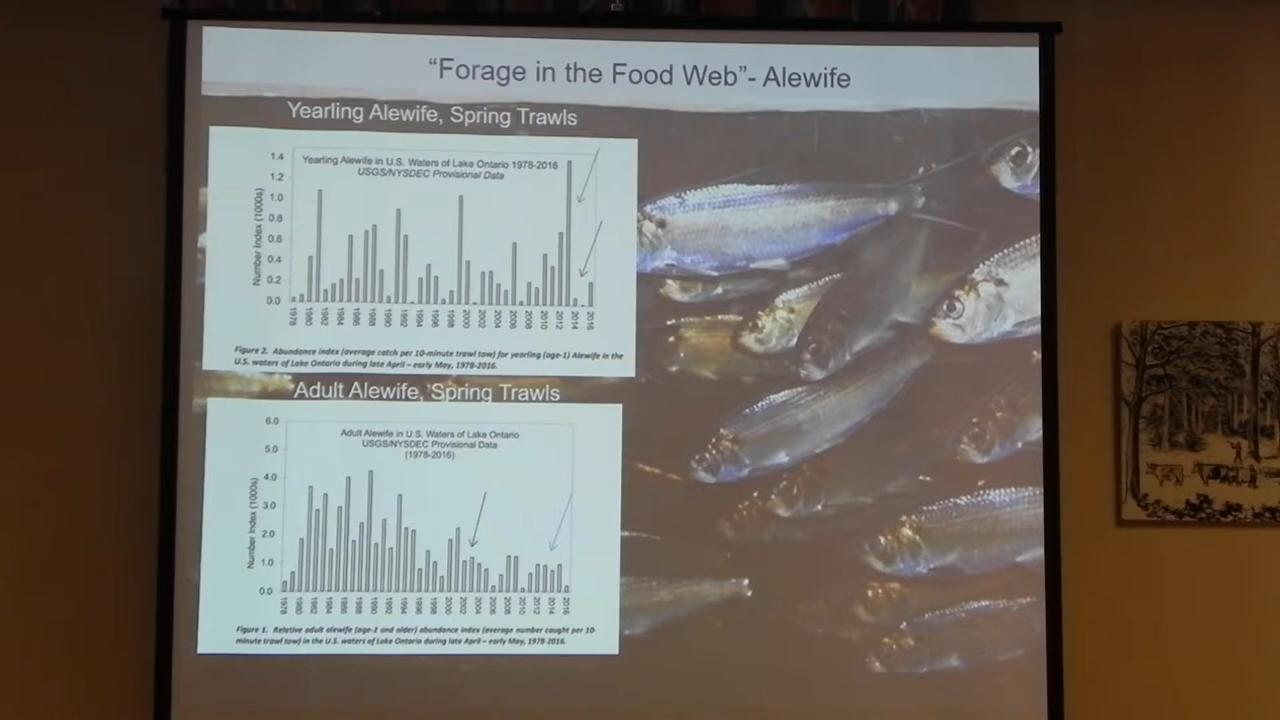 “Forage in the Food Web”- Alewife
Yearling Alewife, Spring Trawls
Yearling Alewife in U.S. Waters of Lake Ontario 1978-2016
USGS/NYSDEC Provisional Data
Number Index (1000s)
1.4
1.2
1.0
0.8
0.6
0.4
0.2
0.0
1978 1980 1982 1984 1986 1988 1990 1992 1994 1996 1998 2000 2002 2004 2006 2008 2010 2012 2014 2016
Figure 2. Abundance index (average catch per 10-minute trawl tow) for yearling (age-1) Alewife in the
U.S. waters of Lake Ontario during late April – early May, 1978-2016.
Adult Alewife, Spring Trawls
Adult Alewife in U.S. Waters of Lake Ontario
USGS/NYSDEC Provisional Data
(1978-2016)
Number Index (1000s)
6.0
5.0
4.0
3.0
2.0
1.0
0.0
1978 1980 1982 1984 1986 1988 1990 1992 1994 1996 1998 2000 2002 2004 2006 2008 2010 2012 2014 2016
Figure 1. Relative adult alewife (age-2 and older) abundance index (average number caught per 10-
minute trawl tow) in the U.S. waters of Lake Ontario during late April – early May, 1978-2016.